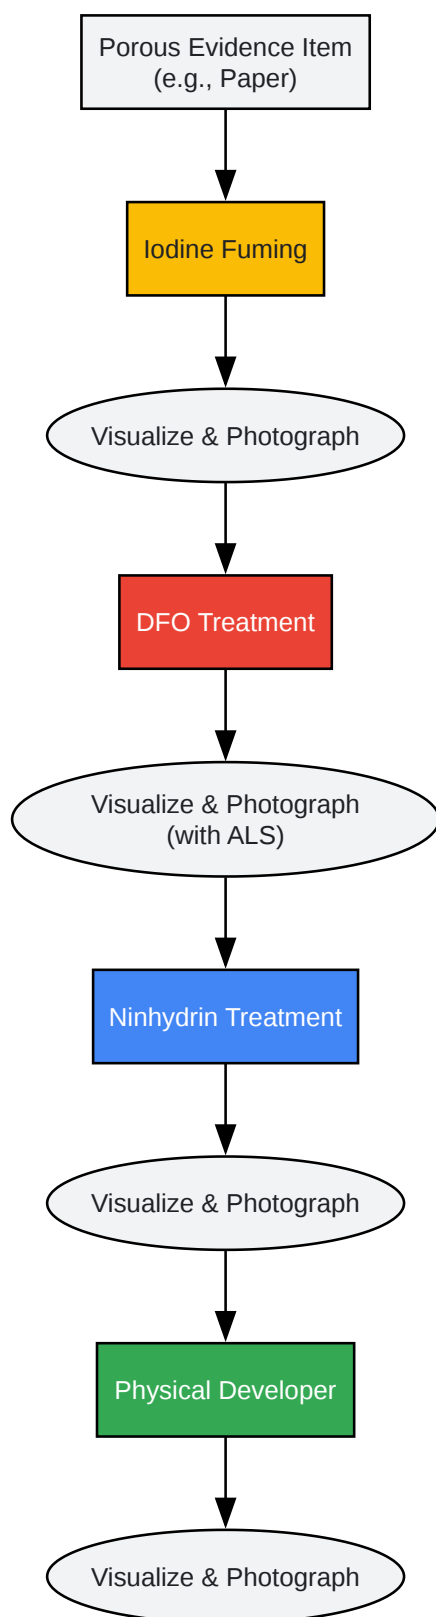 Porous Evidence Item
(e.g., Paper)
Iodine Fuming
Visualize & Photograph
DFO Treatment
Visualize & Photograph
(with ALS)
Ninhydrin Treatment
Visualize & Photograph
Physical Developer
Visualize & Photograph